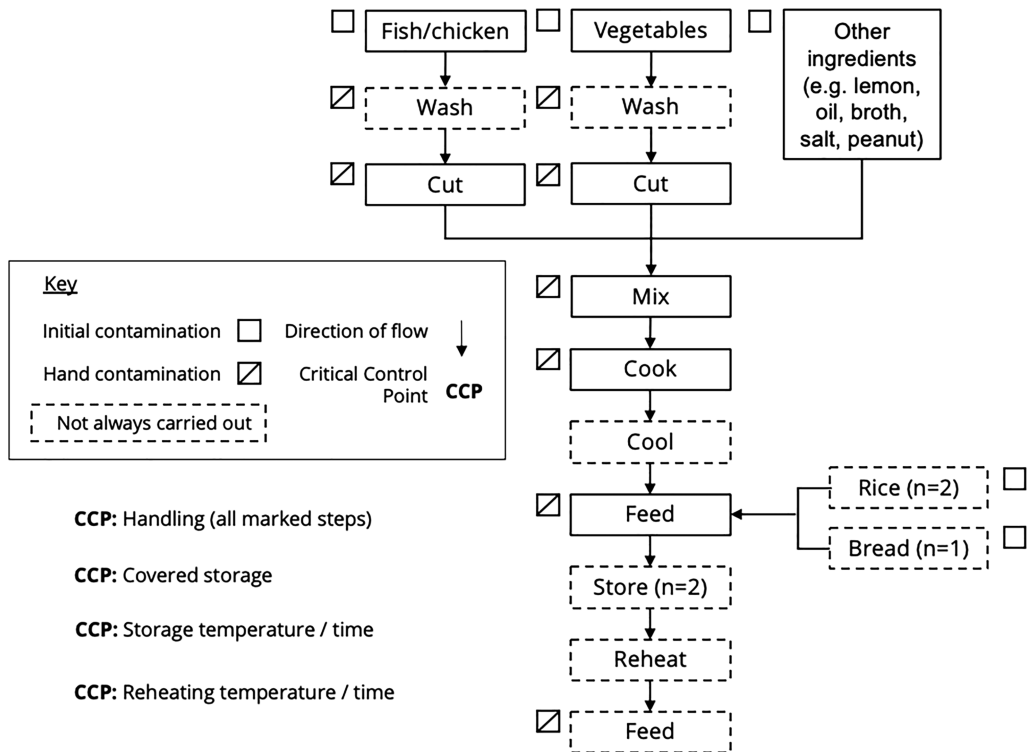 Fish/chicken
Vegetables
Other
ingredients
(e.g. lemon,
oil, broth,
salt, peanut)
Wash
Wash
Cut
Cut
Key
Initial contamination
Direction of flow
Hand contamination
Critical Control
Point
CCP
Not always carried out
Mix
Cook
Cool
Feed
Rice (n=2)
Bread (n=1)
Store (n=2)
Reheat
Feed
CCP: Handling (all marked steps)
CCP: Covered storage
CCP: Storage temperature / time
CCP: Reheating temperature / time